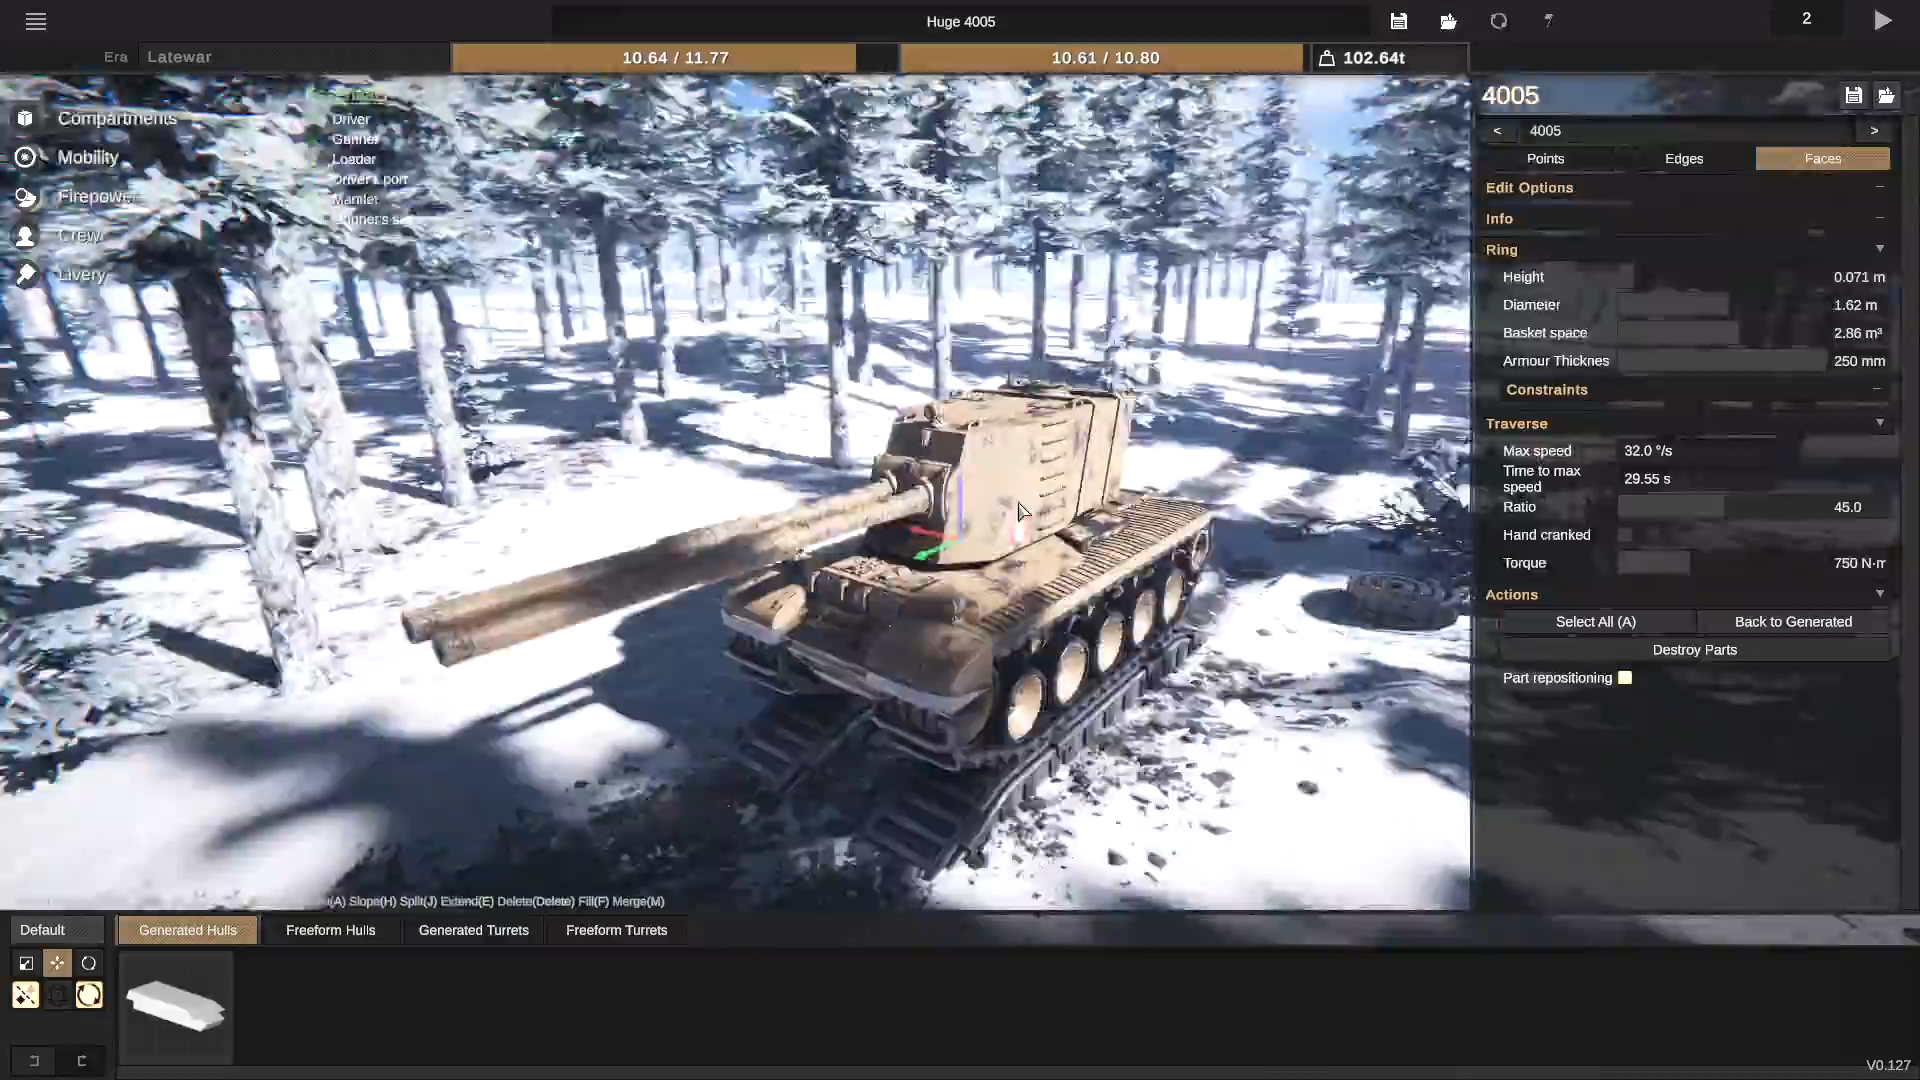 Huge 4005
2
Era Latewar
10.64 / 11.77
10.61 / 10.80
102.64t
Compartments
Mobility
Firepower
Crew
Livery
Driver
Gunner
Loader
Driver's port
Mantlet
Gunner's
4005
< 4005 >
Points Edges Faces
Edit Options
Info
Ring
Height 0.071 m
Diameter 1.62 m
Basket space 2.86 m³
Armour Thicknes 250 mm
Constraints
Traverse
Max speed 32.0 °/s
Time to max
speed 29.55 s
Ratio 45.0
Hand cranked
Torque 750 N·m
Actions
Select All (A) Back to Generated
Destroy Parts
Part repositioning
(A) Slope(H) Split(J) Extend(E) Delete(Delete) Fill(F) Merge(M)
Default
Generated Hulls Freeform Hulls Generated Turrets Freeform Turrets
V0.127